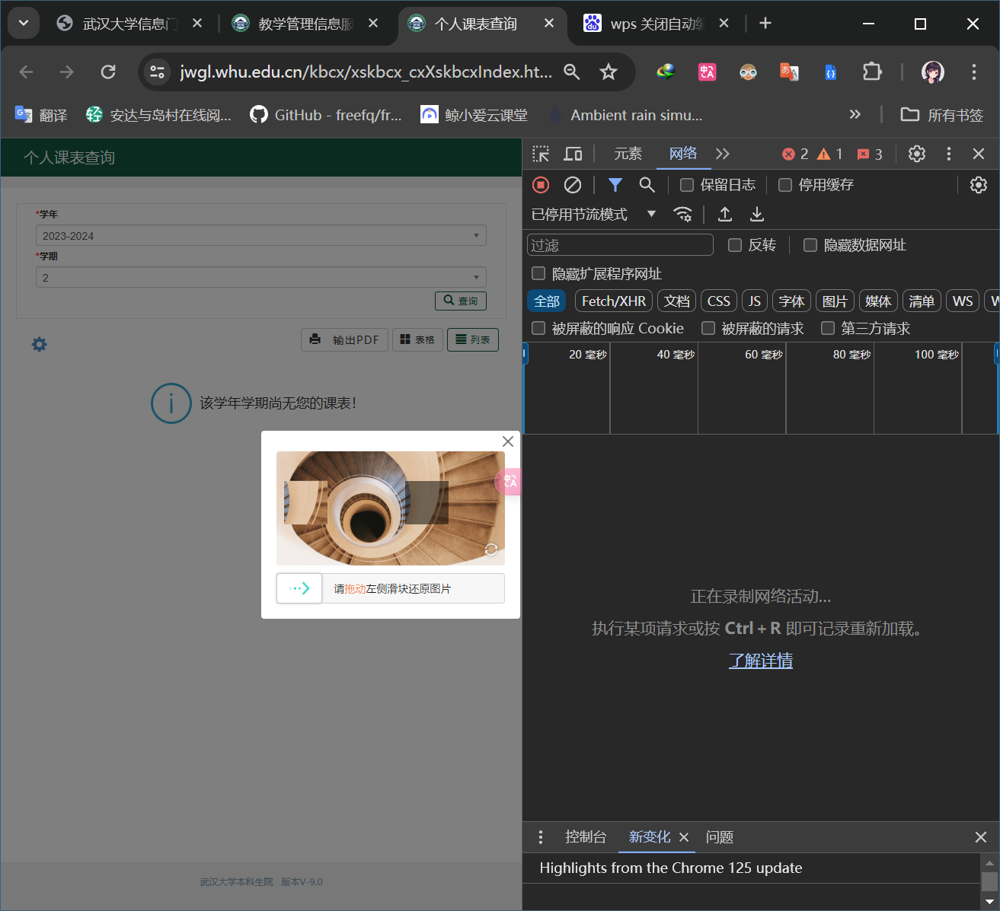 武汉大学信息门
教学管理信息服
个人课表查询
wps 关闭自动编
jwgl.whu.edu.cn/kbcx/xskbcx_cxXskbcxIndex.ht...
翻译
安达与岛村在线阅...
GitHub - freefq/fr...
鲸小爱云课堂
Ambient rain simu...
所有书签
个人课表查询
*学年
2023-2024
*学期
2
查询
输出PDF
表格
列表
该学年学期尚无您的课表!
请拖动左侧滑块还原图片
武汉大学本科生院 版本V-9.0
元素
网络
2
1
3
保留日志
停用缓存
已停用节流模式
过滤
反转
隐藏数据网址
隐藏扩展程序网址
全部
Fetch/XHR
文档
CSS
JS
字体
图片
媒体
清单
WS
被屏蔽的响应 Cookie
被屏蔽的请求
第三方请求
20 毫秒
40 毫秒
60 毫秒
80 毫秒
100 毫秒
正在录制网络活动...
执行某项请求或按 Ctrl + R 即可记录重新加载。
了解详情
控制台
新变化
问题
Highlights from the Chrome 125 update